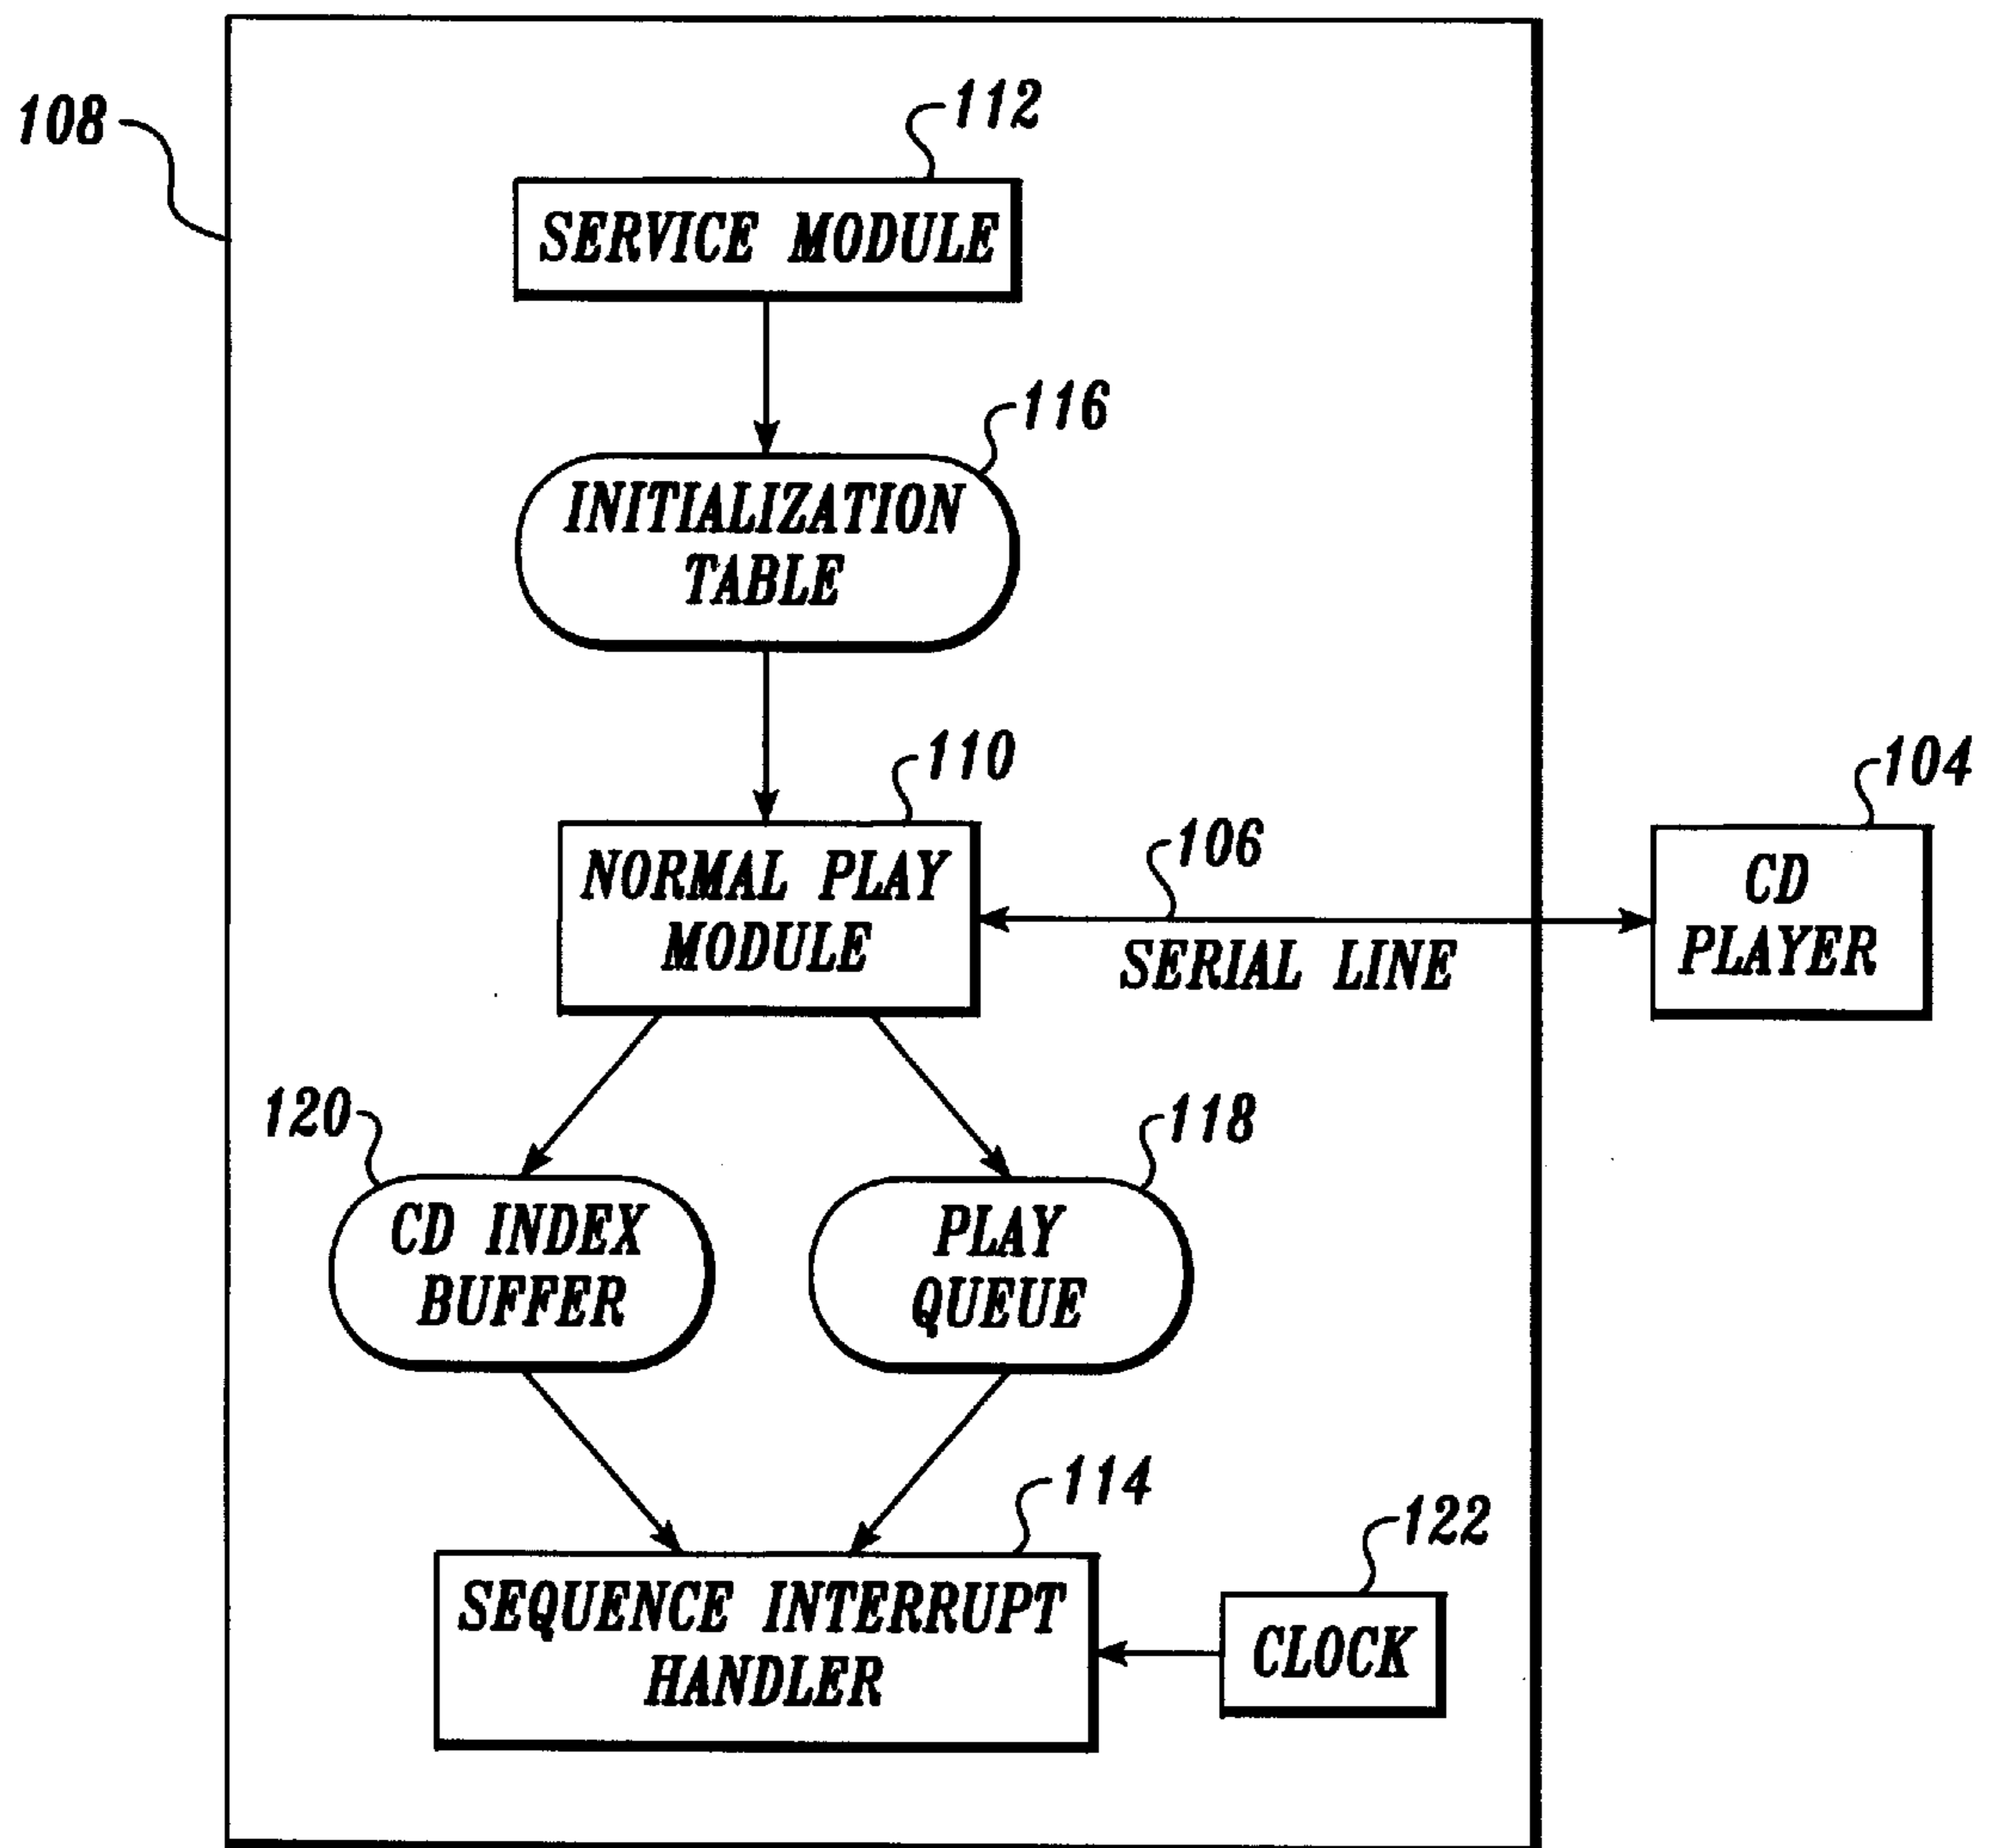 108
112
SERVICE MODULE
116
INITIALIZATION
TABLE
110
NORMAL PLAY
MODULE
106
SERIAL LINE
104
CD
PLAYER
120
CD INDEX
BUFFER
118
PLAY
QUEUE
114
SEQUENCE INTERRUPT
HANDLER
122
CLOCK